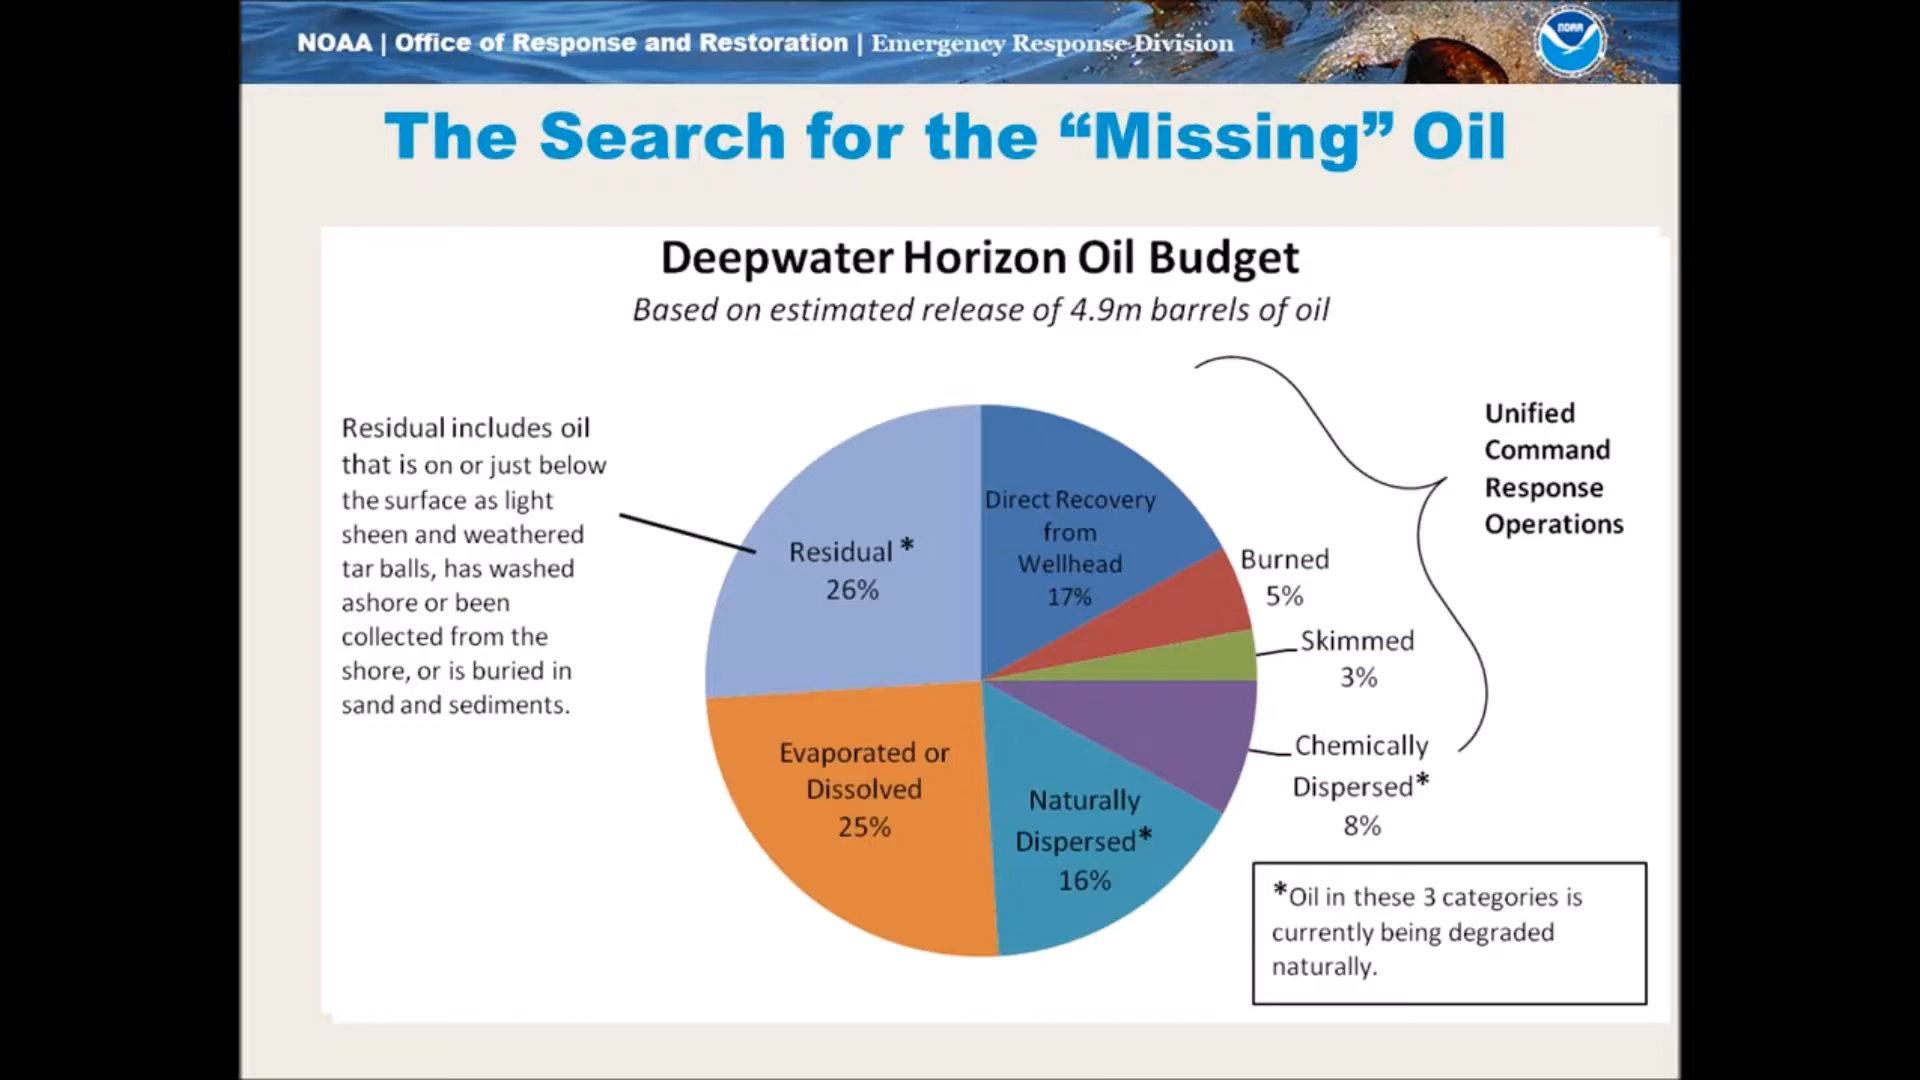 NOAA | Office of Response and Restoration | Emergency Response Division
NOAA
The Search for the “Missing” Oil
Deepwater Horizon Oil Budget
Based on estimated release of 4.9m barrels of oil
Residual includes oil
that is on or just below
the surface as light
sheen and weathered
tar balls, has washed
ashore or been
collected from the
shore, or is buried in
sand and sediments.
Residual *
26%
Direct Recovery
from
Wellhead
17%
Burned
5%
Skimmed
3%
Chemically
Dispersed*
8%
Naturally
Dispersed*
16%
Evaporated or
Dissolved
25%
Unified
Command
Response
Operations
*Oil in these 3 categories is
currently being degraded
naturally.